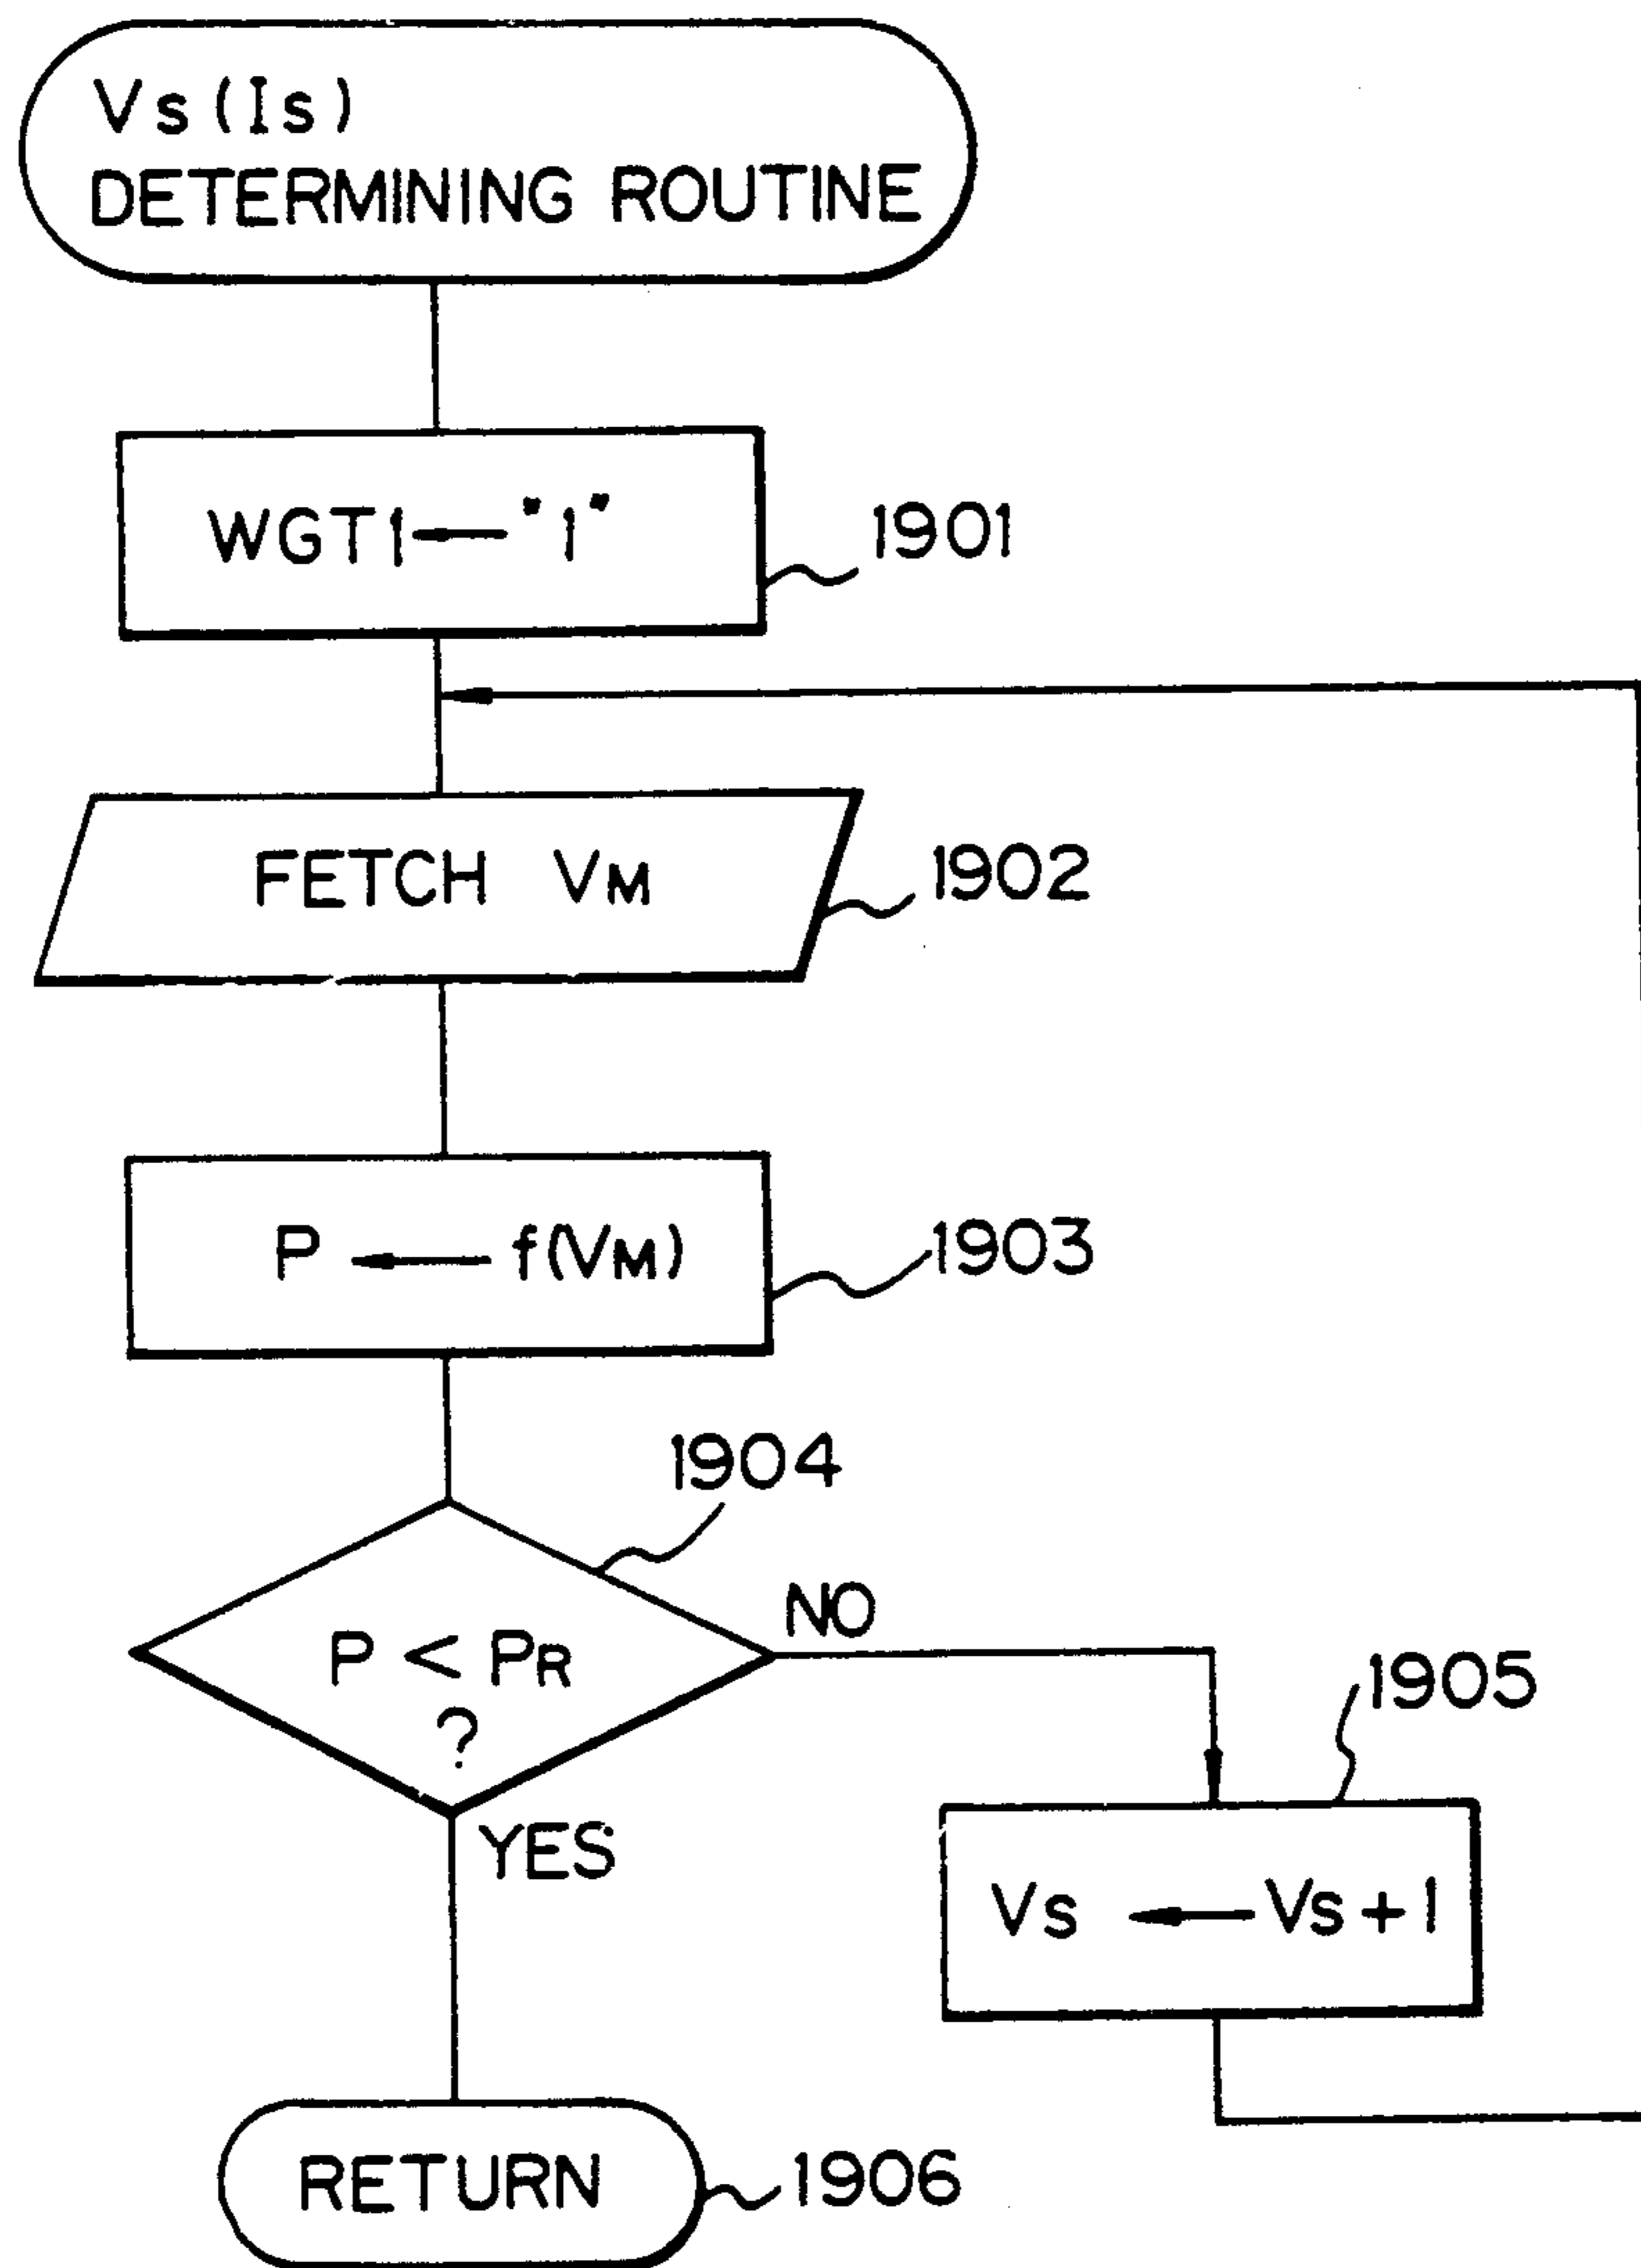 Vs(Is)
DETERMINING ROUTINE
WGT1←"1"
1901
FETCH VM
1902
P ← f(VM)
1903
1904
P < PR
?
NO
YES
1905
Vs ← Vs+1
RETURN
1906